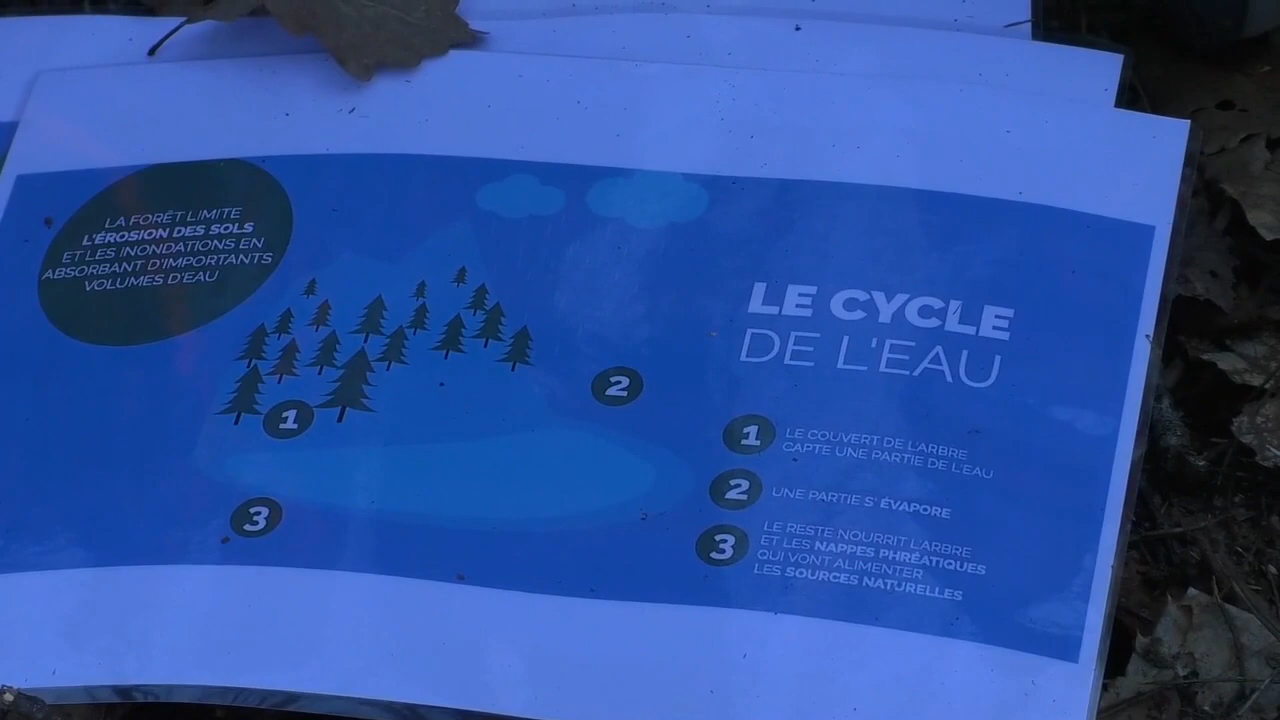 LA FORÊT LIMITE
L'ÉROSION DES SOLS
ET LES INONDATIONS EN
ABSORBANT D'IMPORTANTS
VOLUMES D'EAU
1
2
3
LE CYCLE
DE L'EAU
1 LE COUVERT DE L'ARBRE
CAPTE UNE PARTIE DE L'EAU
2 UNE PARTIE S' ÉVAPORE
3 LE RESTE NOURRIT L'ARBRE
ET LES NAPPES PHRÉATIQUES
QUI VONT ALIMENTER
LES SOURCES NATURELLES